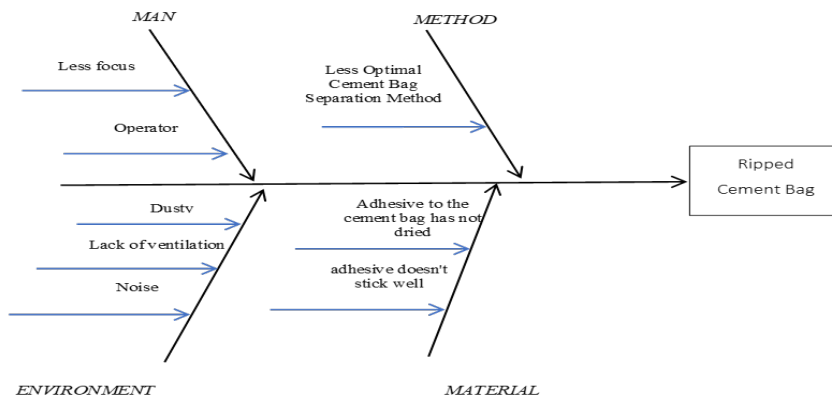 MAN
METHOD
Less focus
Operator
Less Optimal
Cement Bag
Separation Method
Ripped
Cement Bag
Dusty
Lack of ventilation
Noise
Adhesive to the
cement bag has not
dried
adhesive doesn't
stick well
ENVIRONMENT
MATERIAL